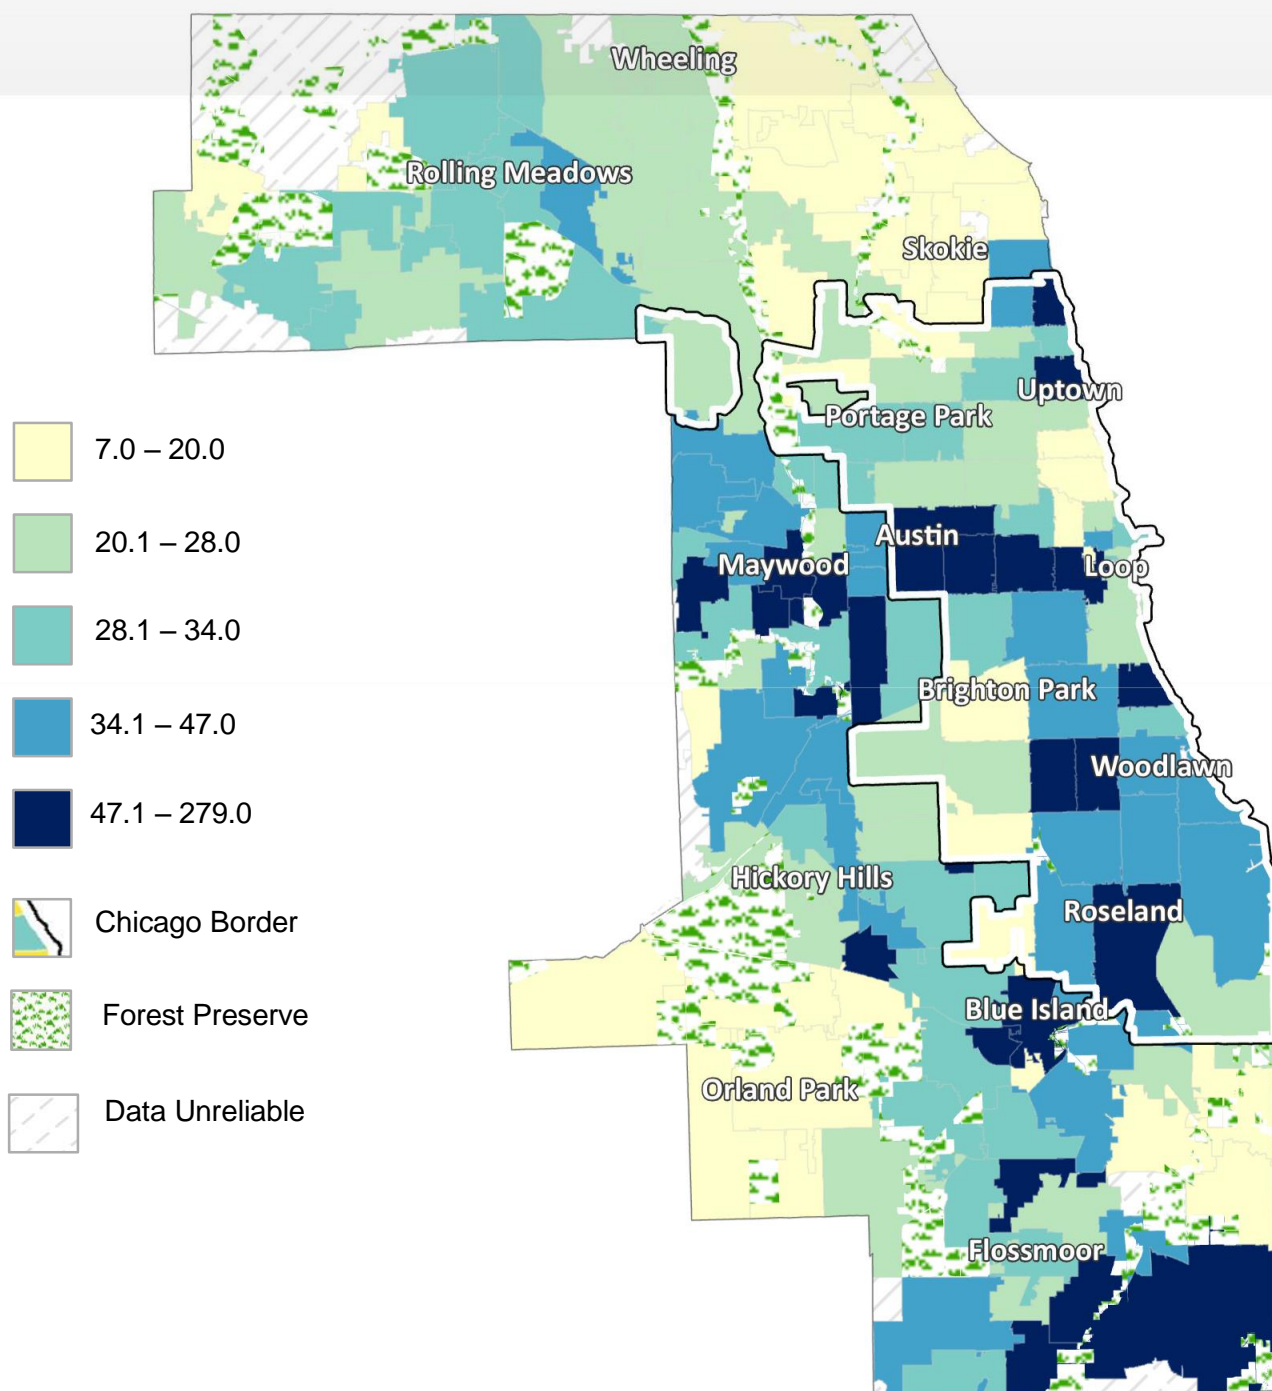 Wheeling
Rolling Meadows
Skokie
Uptown
Portage Park
7.0 – 20.0
20.1 – 28.0
Austin
Maywood
Loop
28.1 – 34.0
Brighton Park
34.1 – 47.0
Woodlawn
47.1 – 279.0
Hickory Hills
Roseland
Chicago Border
Blue Island
Forest Preserve
Orland Park
Data Unreliable
Flossmoor